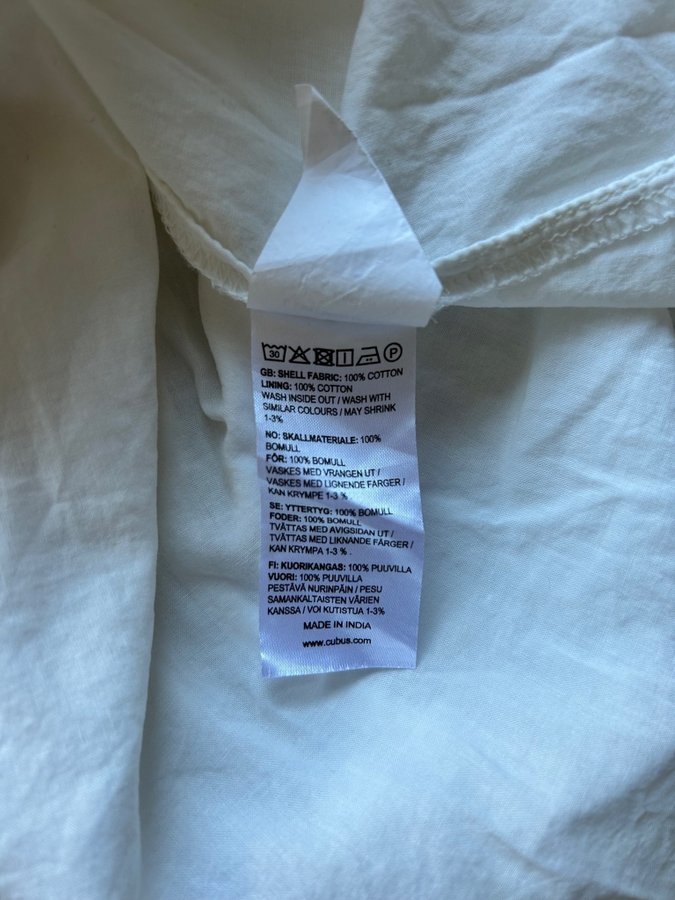 30 P
GB: SHELL FABRIC: 100% COTTON
LINING: 100% COTTON
WASH INSIDE OUT / WASH WITH
SIMILAR COLOURS / MAY SHRINK
1-3%
NO: SKALLMATERIALE: 100%
BOMULL
FÔR: 100% BOMULL
VASKES MED VRANGEN UT /
VASKES MED LIGNENDE FARGER /
KAN KRYMPE 1-3 %
SE: YTTERTYG: 100% BOMULL
FODER: 100% BOMULL
TVÄTTAS MED AVIGSIDAN UT /
TVÄTTAS MED LIKNANDE FÄRGER /
KAN KRYMPA 1-3 % .
FI: KUORIKANGAS: 100% PUUVILLA
VUORI: 100% PUUVILLA
PESTÄVÄ NURINPÄIN / PESU
SAMANKALTAISTEN VÄRIEN
KANSSA / VOI KUTISTUA 1-3%
MADE IN INDIA
www.cubus.com